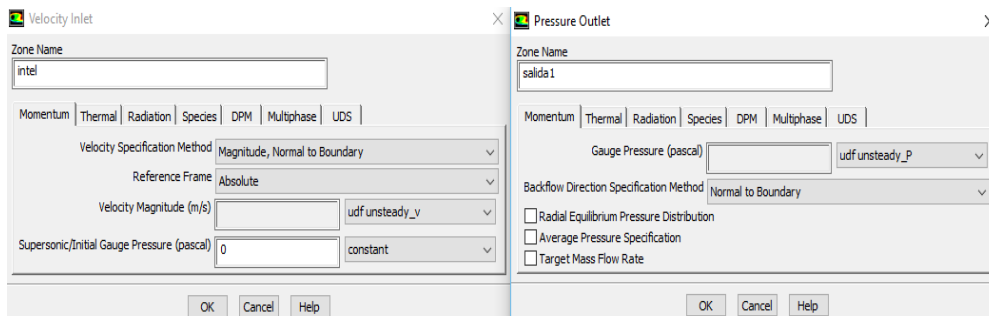 Velocity Inlet
Zone Name
intel
Momentum Thermal Radiation Species DPM Multiphase UDS
Velocity Specification Method Magnitude, Normal to Boundary
Reference Frame Absolute
Velocity Magnitude (m/s) udf unsteady_v
Supersonic/Initial Gauge Pressure (pascal) 0 constant
OK Cancel Help
Pressure Outlet
Zone Name
salida1
Momentum Thermal Radiation Species DPM Multiphase UDS
Gauge Pressure (pascal) udf unsteady_P
Backflow Direction Specification Method Normal to Boundary
Radial Equilibrium Pressure Distribution
Average Pressure Specification
Target Mass Flow Rate
OK Cancel Help